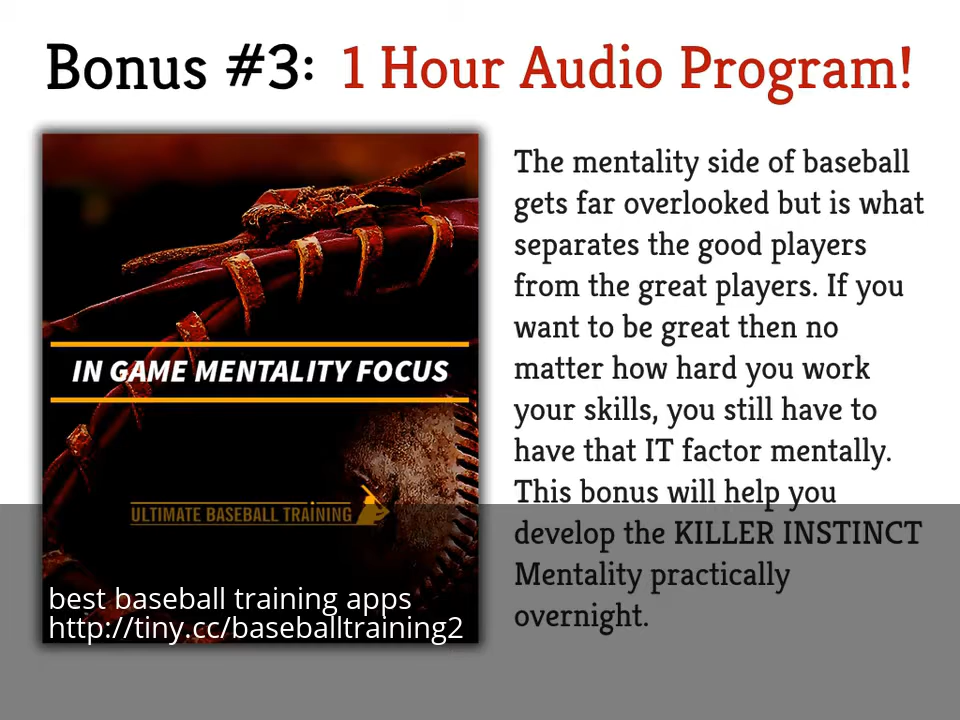 Bonus #3: 1 Hour Audio Program!
IN GAME MENTALITY FOCUS
ULTIMATE BASEBALL TRAINING
The mentality side of baseball
gets far overlooked but is what
separates the good players
from the great players. If you
want to be great then no
matter how hard you work
your skills, you still have to
have that IT factor mentally.
This bonus will help you
develop the KILLER INSTINCT
Mentality practically
overnight.
best baseball training apps
http://tiny.cc/baseballtraining2